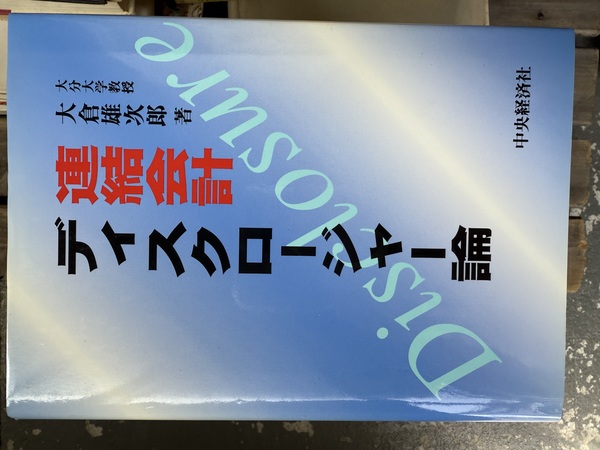 大分大学教授
大倉雄次郎 著
連結会計
ディスクロージャー論
Disclosure
中央経済社